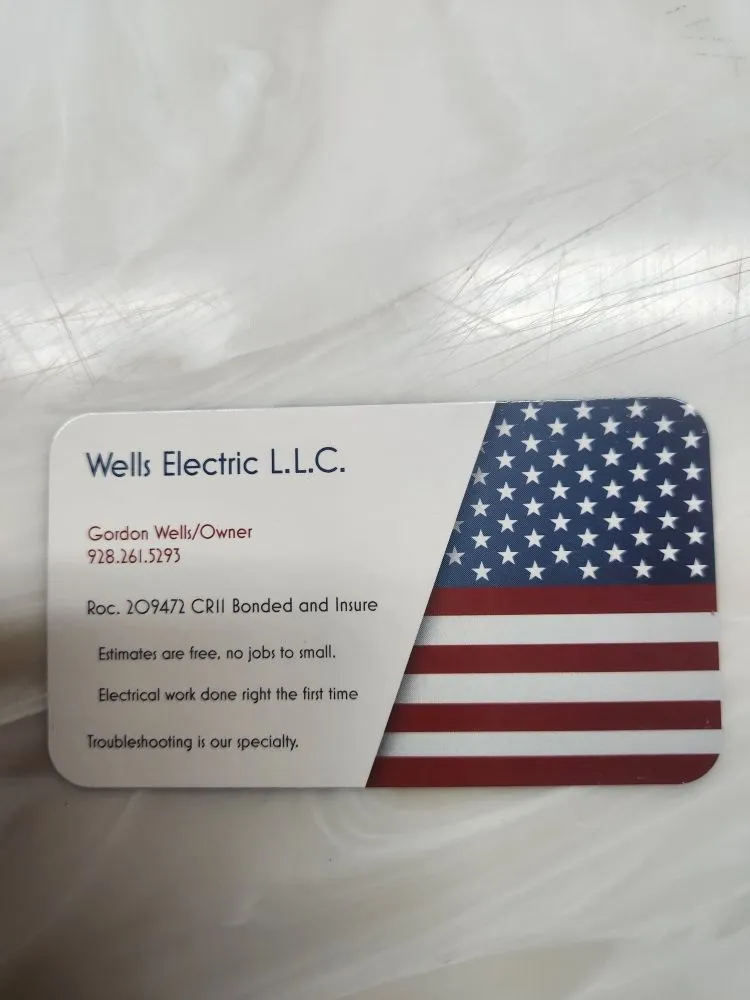 Wells Electric L.L.C.
Gordon Wells/Owner
928.261.5293
Roc. 209472 CR11 Bonded and Insure
Estimates are free, no jobs to small.
Electrical work done right the first time
Troubleshooting is our specialty.